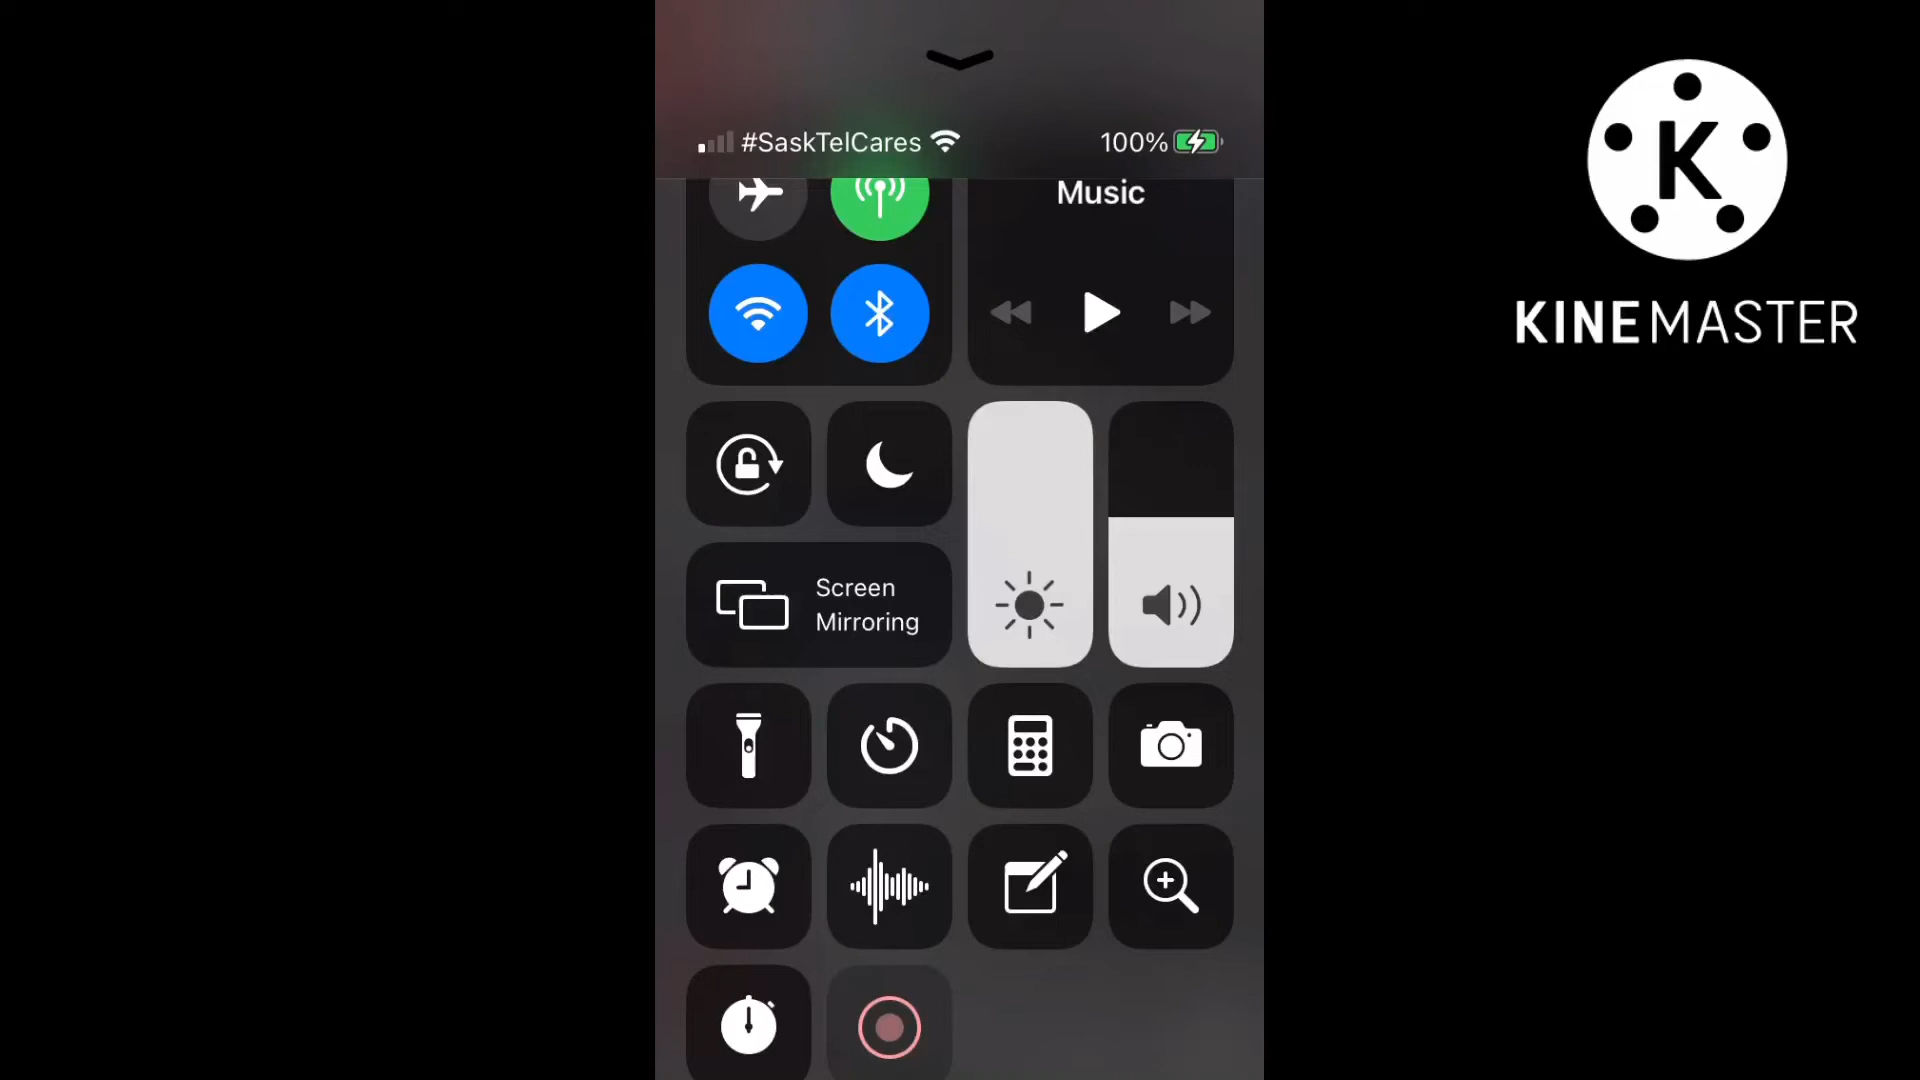 #SaskTelCares
100%
Music
K
KINEMASTER
Screen
Mirroring